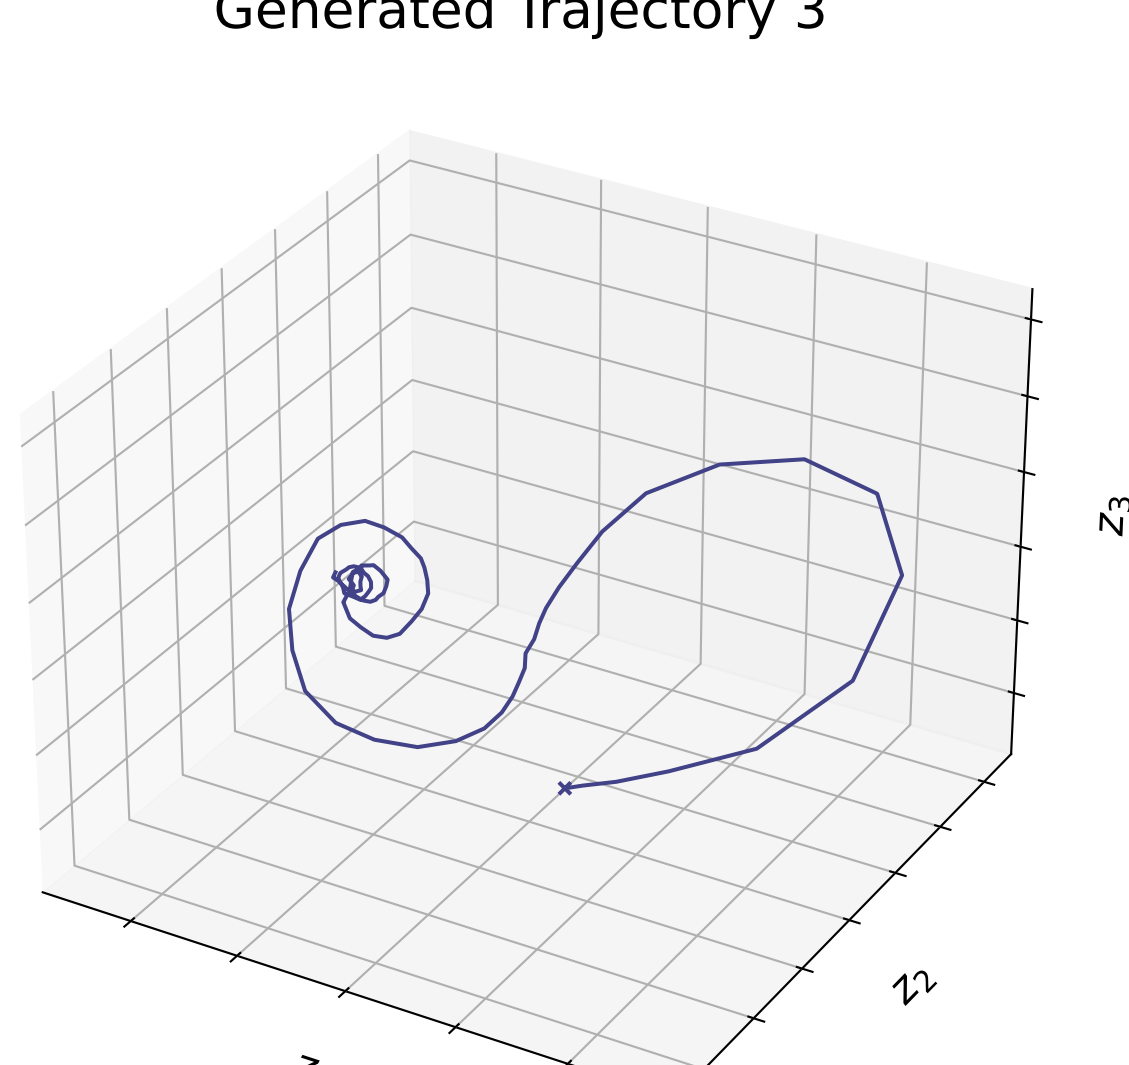 Generated Trajectory 3
z₃
z₂